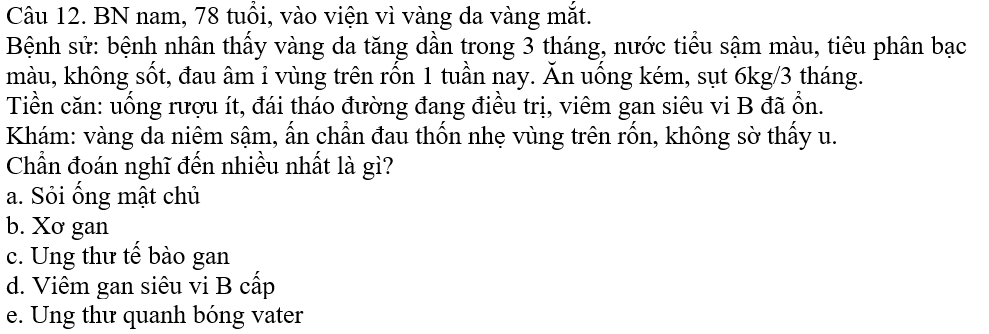 Câu 12. BN nam, 78 tuổi, vào viện vì vàng da vàng mắt.
Bệnh sử: bệnh nhân thấy vàng da tăng dần trong 3 tháng, nước tiểu sậm màu, tiêu phân bạc
màu, không sốt, đau âm ỉ vùng trên rốn 1 tuần nay. Ăn uống kém, sụt 6kg/3 tháng.
Tiền căn: uống rượu ít, đái tháo đường đang điều trị, viêm gan siêu vi B đã ổn.
Khám: vàng da niêm sậm, ấn chẩn đau thốn nhẹ vùng trên rốn, không sờ thấy u.
Chẩn đoán nghĩ đến nhiều nhất là gì?
a. Sỏi ống mật chủ
b. Xơ gan
c. Ung thư tế bào gan
d. Viêm gan siêu vi B cấp
e. Ung thư quanh bóng vater